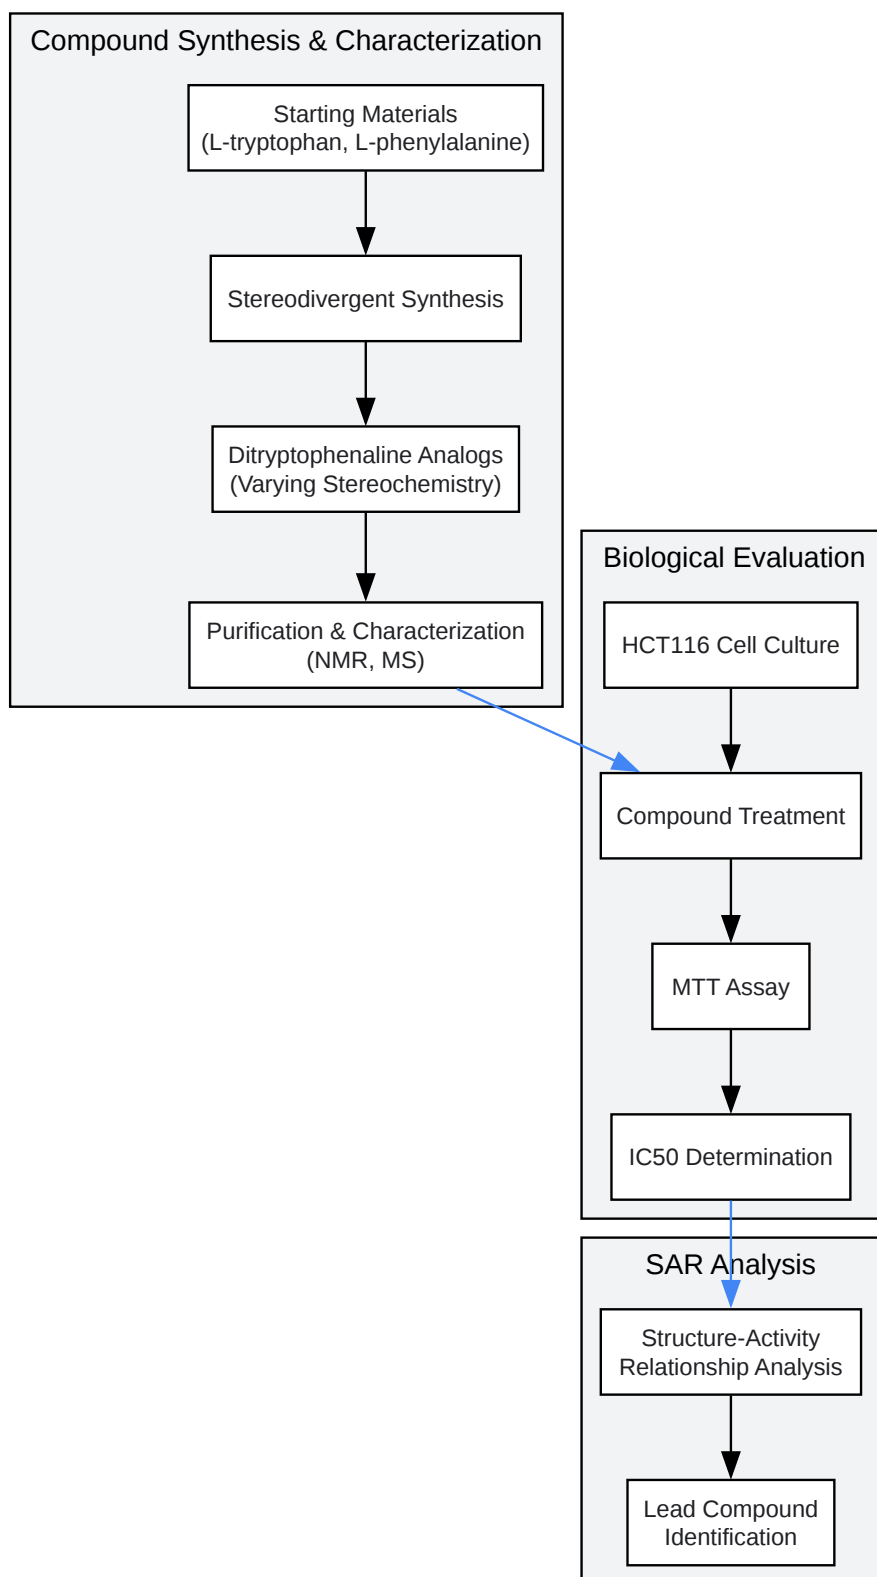 Compound Synthesis & Characterization
Starting Materials
(L-tryptophan, L-phenylalanine)
Stereodivergent Synthesis
Ditryptophenaline Analogs
(Varying Stereochemistry)
Purification & Characterization
(NMR, MS)
Biological Evaluation
HCT116 Cell Culture
Compound Treatment
MTT Assay
IC50 Determination
SAR Analysis
Structure-Activity
Relationship Analysis
Lead Compound
Identification